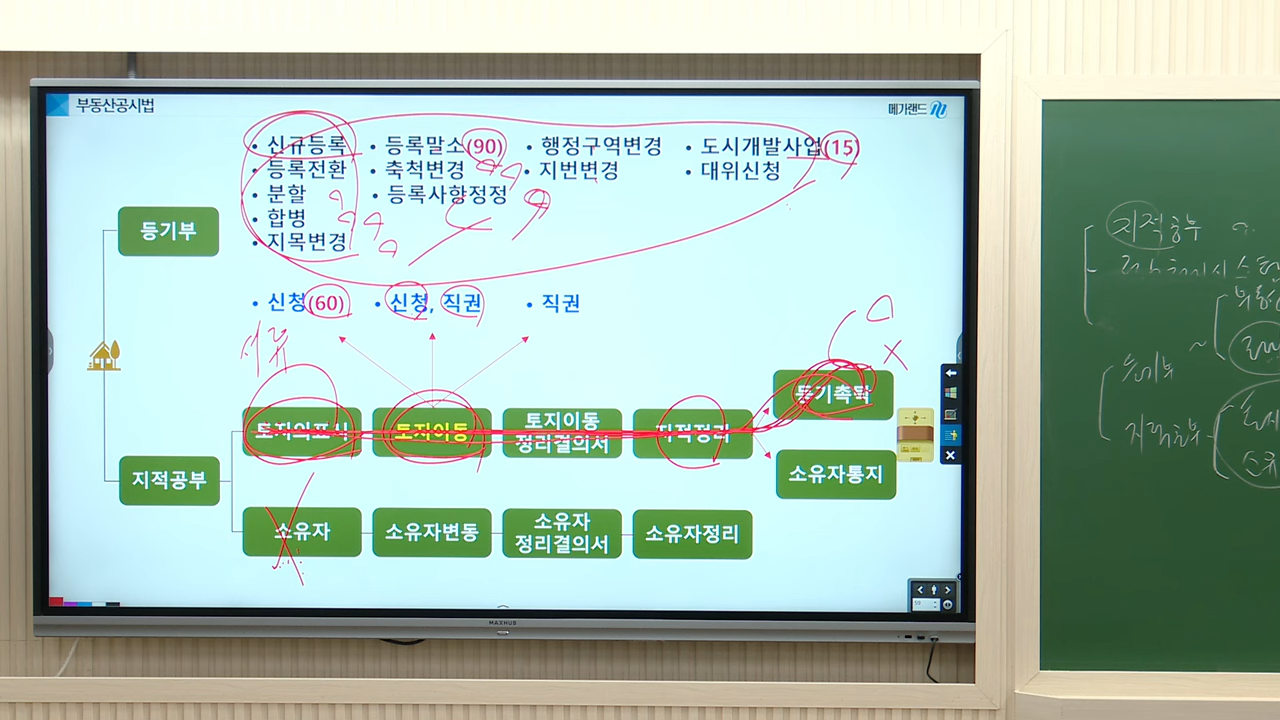 부동산공시법
메가랜드
• 신규등록 • 등록말소(90) • 행정구역변경 • 도시개발사업(15)
• 등록전환 • 축척변경 • 지번변경 • 대위신청
• 분할 • 등록사항정정
• 합병
• 지목변경
등기부
• 신청(60) • 신청, 직권 • 직권
등기촉탁
토지의표시 토지이동 토지이동 정리결의서 지적정리
지적공부
소유자통지
소유자 소유자변동 소유자 정리결의서 소유자정리
MAXHUB
지적공부
등기부
지적공부